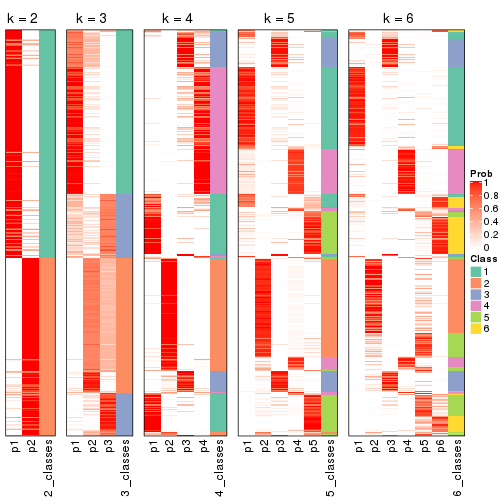 k = 2
k = 3
k = 4
k = 5
k = 6
Prob
1
0.8
0.6
0.4
0.2
0
Class
1
2
3
4
5
6
p1
p2
2_classes
p1
p2
p3
3_classes
p1
p2
p3
p4
4_classes
p1
p2
p3
p4
p5
5_classes
p1
p2
p3
p4
p5
p6
6_classes